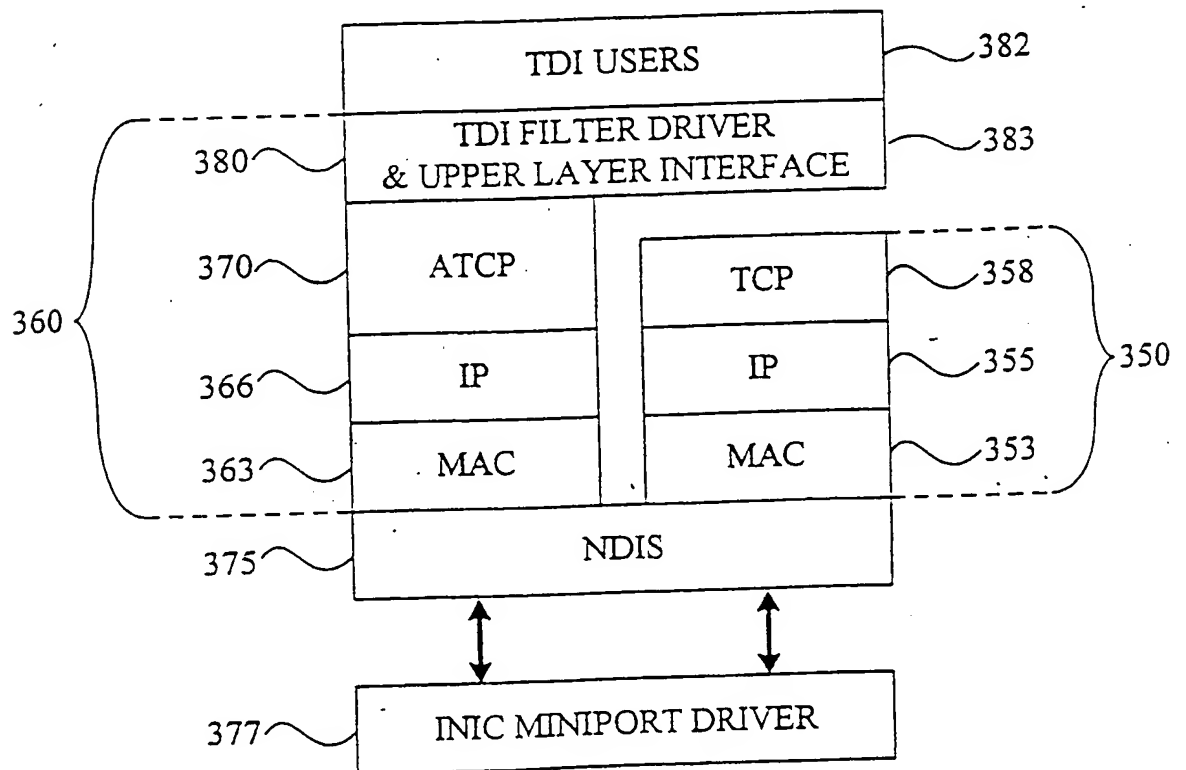 TDI USERS
382
TDI FILTER DRIVER
& UPPER LAYER INTERFACE
380
383
370
ATCP
TCP
358
360
350
366
IP
IP
355
363
MAC
MAC
353
375
NDIS
377
INIC MINIPORT DRIVER